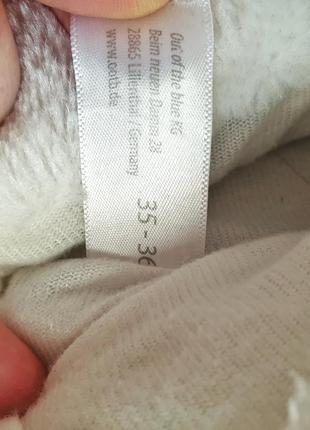 Out of the blue KG
Beim neuen Damm 28
28865 Lilienthal / Germany
www.ootb.de
35 - 36